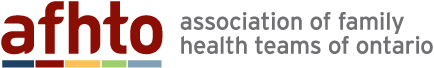 afhto
association of family
health teams of ontario